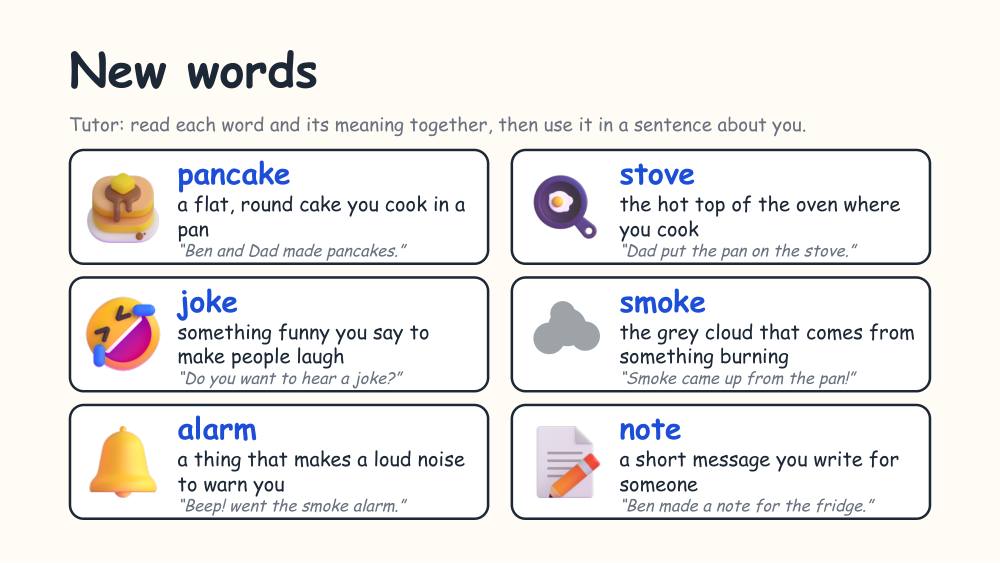 New words
Tutor: read each word and its meaning together, then use it in a sentence about you.
pancake
a flat, round cake you cook in a
pan
"Ben and Dad made pancakes."
stove
the hot top of the oven where
you cook
"Dad put the pan on the stove."
joke
something funny you say to
make people laugh
"Do you want to hear a joke?"
smoke
the grey cloud that comes from
something burning
"Smoke came up from the pan!"
alarm
a thing that makes a loud noise
to warn you
"Beep! went the smoke alarm."
note
a short message you write for
someone
"Ben made a note for the fridge."